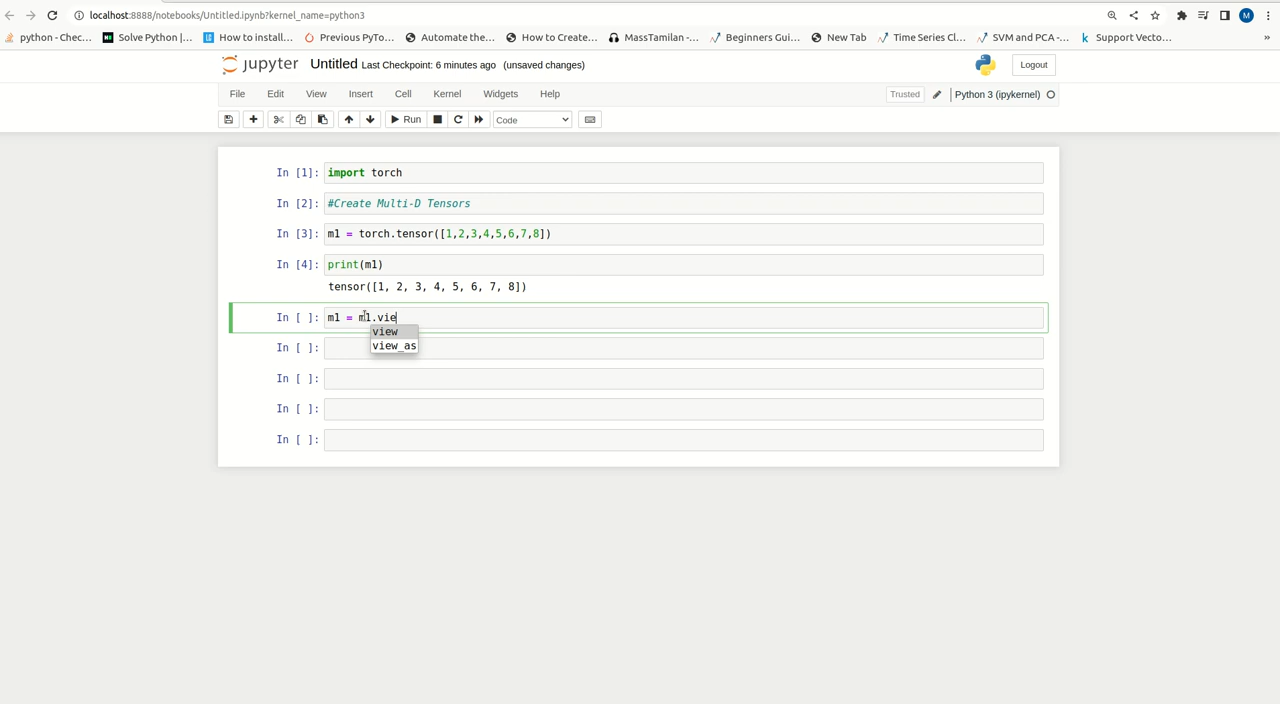 localhost:8888/notebooks/Untitled.ipynb?kernel_name=python3
M
python - Chec... Solve Python |... How to install... Previous PyTo... Automate the... How to Create... MassTamilan -... Beginners Gui... New Tab Time Series Cl... SVM and PCA -... Support Vecto... »
jupyter Untitled Last Checkpoint: 6 minutes ago (unsaved changes) Logout
File Edit View Insert Cell Kernel Widgets Help Trusted Python 3 (ipykernel)
Run Code
In [1]: import torch
In [2]: #Create Multi-D Tensors
In [3]: m1 = torch.tensor([1,2,3,4,5,6,7,8])
In [4]: print(m1)
tensor([1, 2, 3, 4, 5, 6, 7, 8])
In [ ]: m1 = m1.vie
view
view_as
In [ ]:
In [ ]:
In [ ]:
In [ ]: